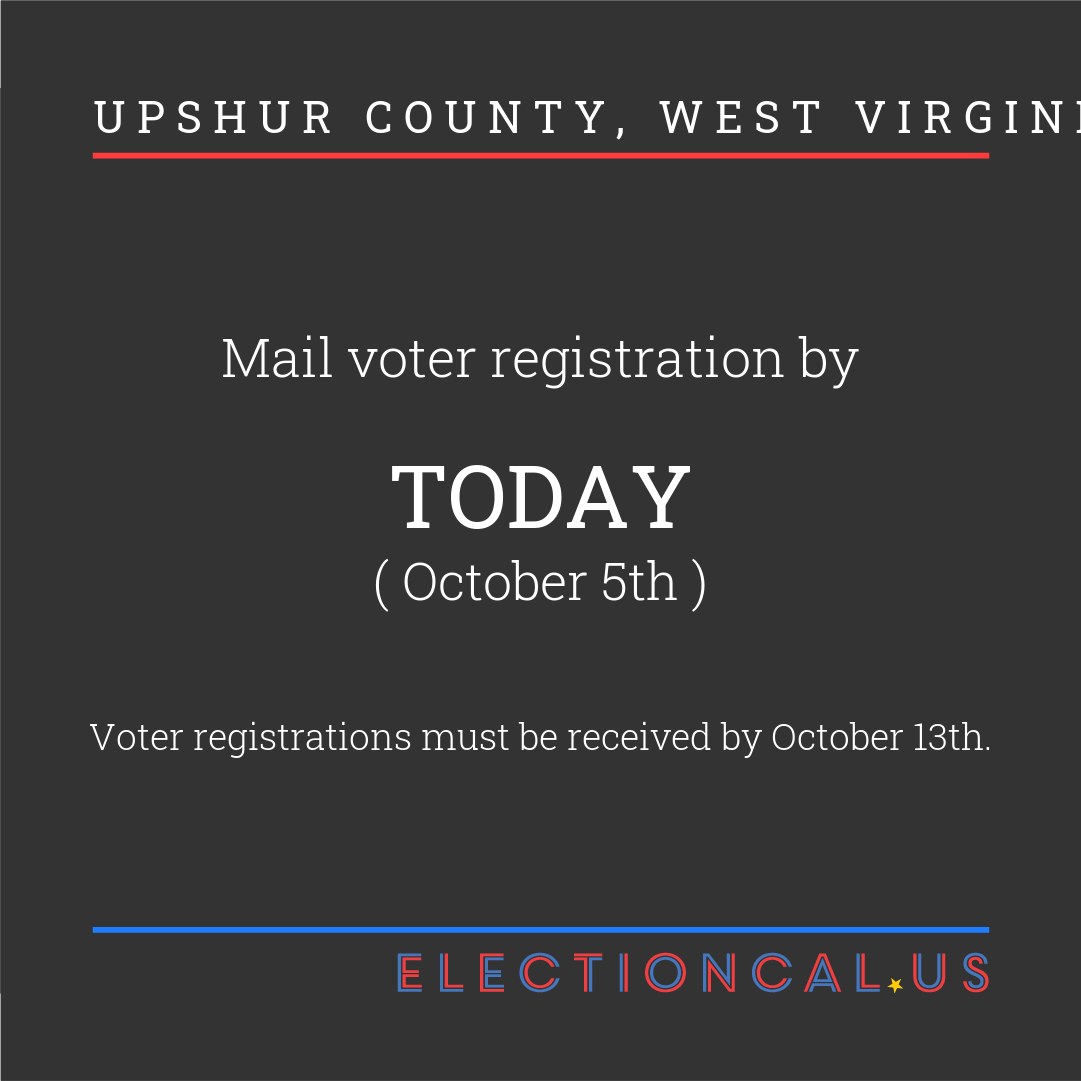 UPSHUR COUNTY, WEST VIRGINI
Mail voter registration by
TODAY
( October 5th )
Voter registrations must be received by October 13th.
ELECTIONCAL.US